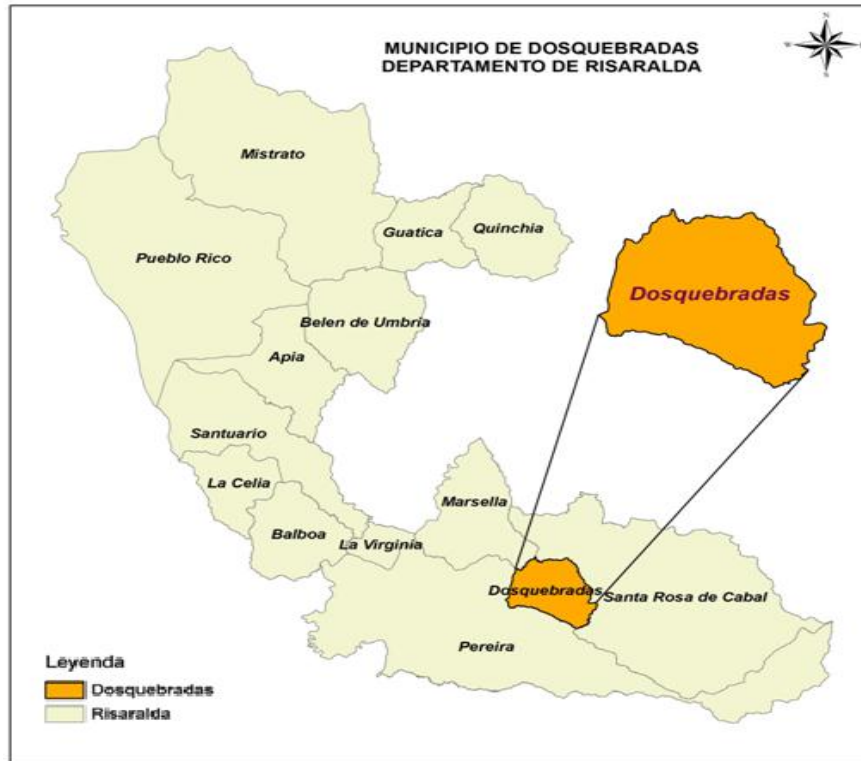 MUNICIPIO DE DOSQUEBRADAS
DEPARTAMENTO DE RISARALDA
N
W
E
S
Mistrato
Guatica
Quinchia
Pueblo Rico
Dosquebradas
Belen de Umbria
Apia
Santuario
La Celia
Marsella
Balboa
La Virginia
Dosquebradas
Santa Rosa de Cabal
Pereira
Leyenda
Dosquebradas
Risaralda